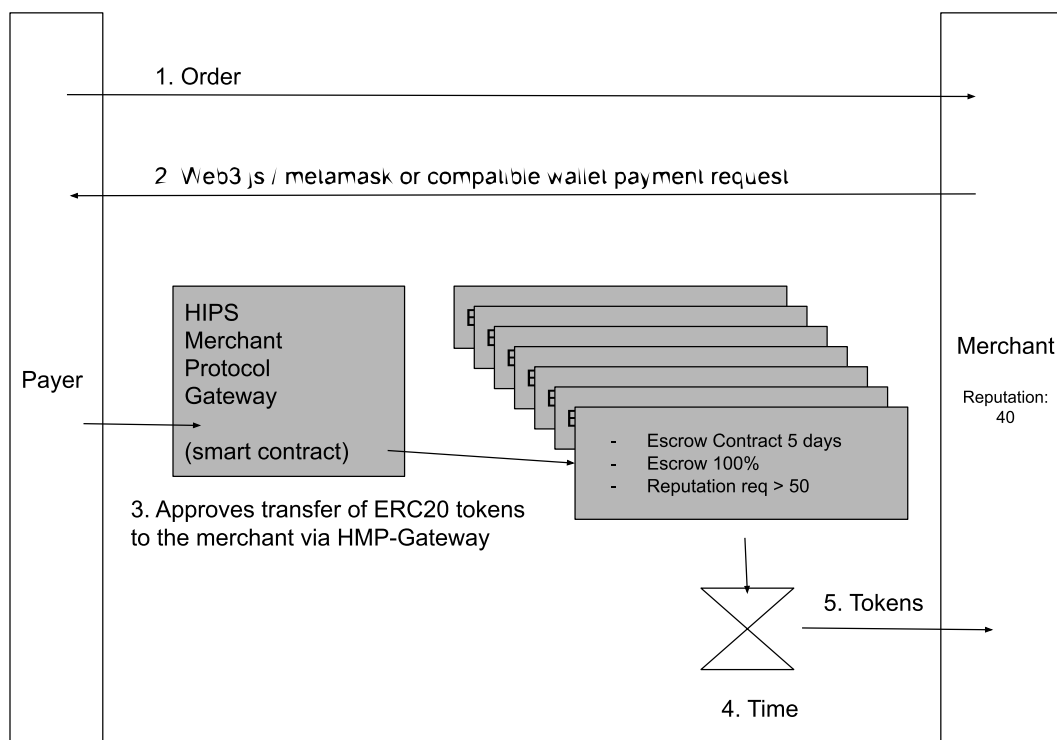 1. Order
2 Web3 js / metamask or compatible wallet payment request
HIPS
Merchant
Protocol
Gateway
(smart contract)
Payer
Merchant
Reputation:
40
- Escrow Contract 5 days
- Escrow 100%
- Reputation req > 50
3. Approves transfer of ERC20 tokens
to the merchant via HMP-Gateway
5. Tokens
4. Time